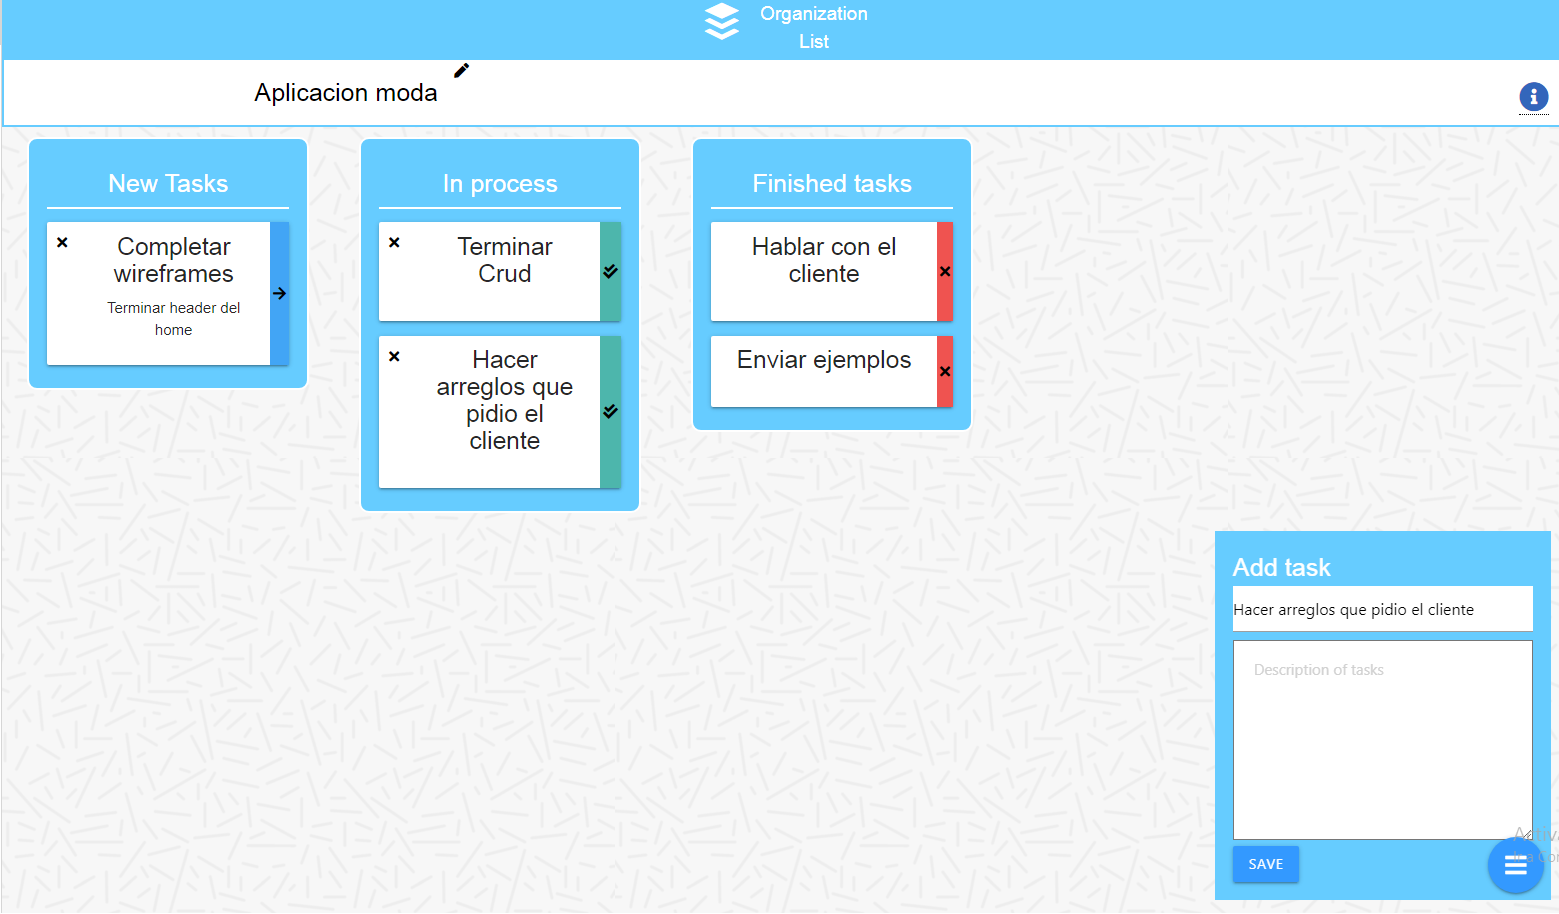 Organization
List
Aplicacion moda
New Tasks
Completar
wireframes
Terminar header del
home
In process
Terminar
Crud
Hacer
arreglos que
pidio el
cliente
Finished tasks
Hablar con el
cliente
Enviar ejemplos
Add task
Hacer arreglos que pidio el cliente
Description of tasks
SAVE